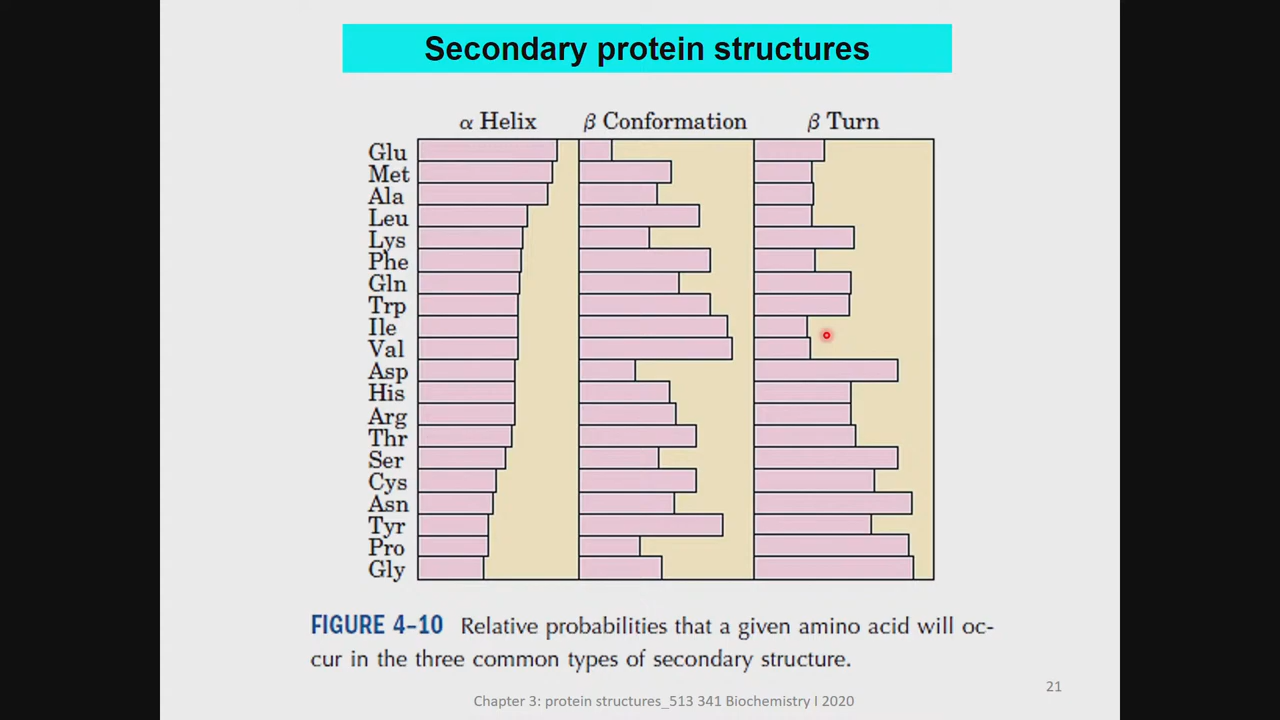 Secondary protein structures
α Helix β Conformation β Turn
Glu
Met
Ala
Leu
Lys
Phe
Gln
Trp
Ile
Val
Asp
His
Arg
Thr
Ser
Cys
Asn
Tyr
Pro
Gly
FIGURE 4–10 Relative probabilities that a given amino acid will oc-
cur in the three common types of secondary structure.
21
Chapter 3: protein structures_513 341 Biochemistry I 2020